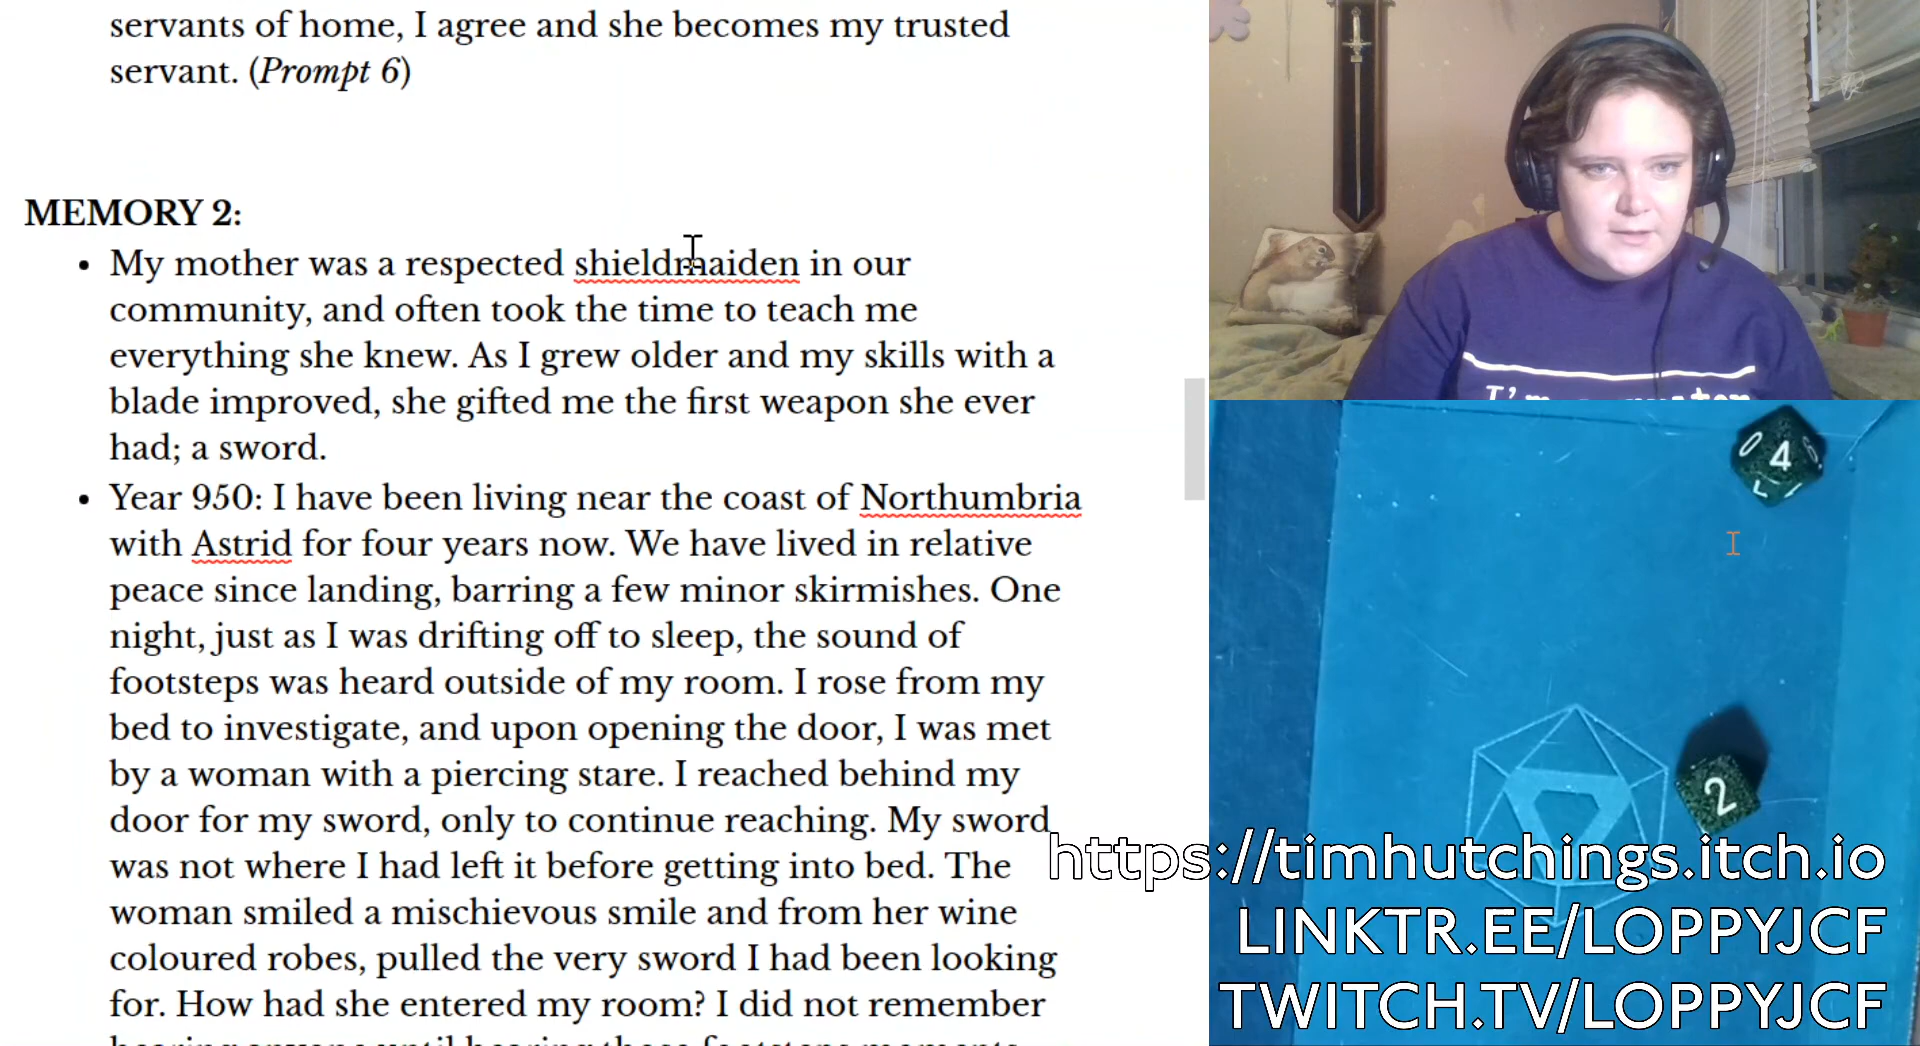 servants of home, I agree and she becomes my trusted
servant. (Prompt 6)
MEMORY 2:
• My mother was a respected shieldmaiden in our
community, and often took the time to teach me
everything she knew. As I grew older and my skills with a
blade improved, she gifted me the first weapon she ever
had; a sword.
• Year 950: I have been living near the coast of Northumbria
with Astrid for four years now. We have lived in relative
peace since landing, barring a few minor skirmishes. One
night, just as I was drifting off to sleep, the sound of
footsteps was heard outside of my room. I rose from my
bed to investigate, and upon opening the door, I was met
by a woman with a piercing stare. I reached behind my
door for my sword, only to continue reaching. My sword
was not where I had left it before getting into bed. The
woman smiled a mischievous smile and from her wine
coloured robes, pulled the very sword I had been looking
for. How had she entered my room? I did not remember
I'm
0 4
2
https://timhutchings.itch.io
LINKTR.EE/LOPPYJCF
TWITCH.TV/LOPPYJCF